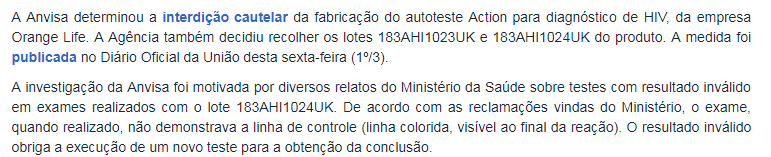 A Anvisa determinou a interdição cautelar da fabricação do autoteste Action para diagnóstico de HIV, da empresa
Orange Life. A Agência também decidiu recolher os lotes 183AHI1023UK e 183AHI1024UK do produto. A medida foi
publicada no Diário Oficial da União desta sexta-feira (1º/3).
A investigação da Anvisa foi motivada por diversos relatos do Ministério da Saúde sobre testes com resultado inválido
em exames realizados com o lote 183AHI1024UK. De acordo com as reclamações vindas do Ministério, o exame,
quando realizado, não demonstrava a linha de controle (linha colorida, visível ao final da reação). O resultado inválido
obriga a execução de um novo teste para a obtenção da conclusão.